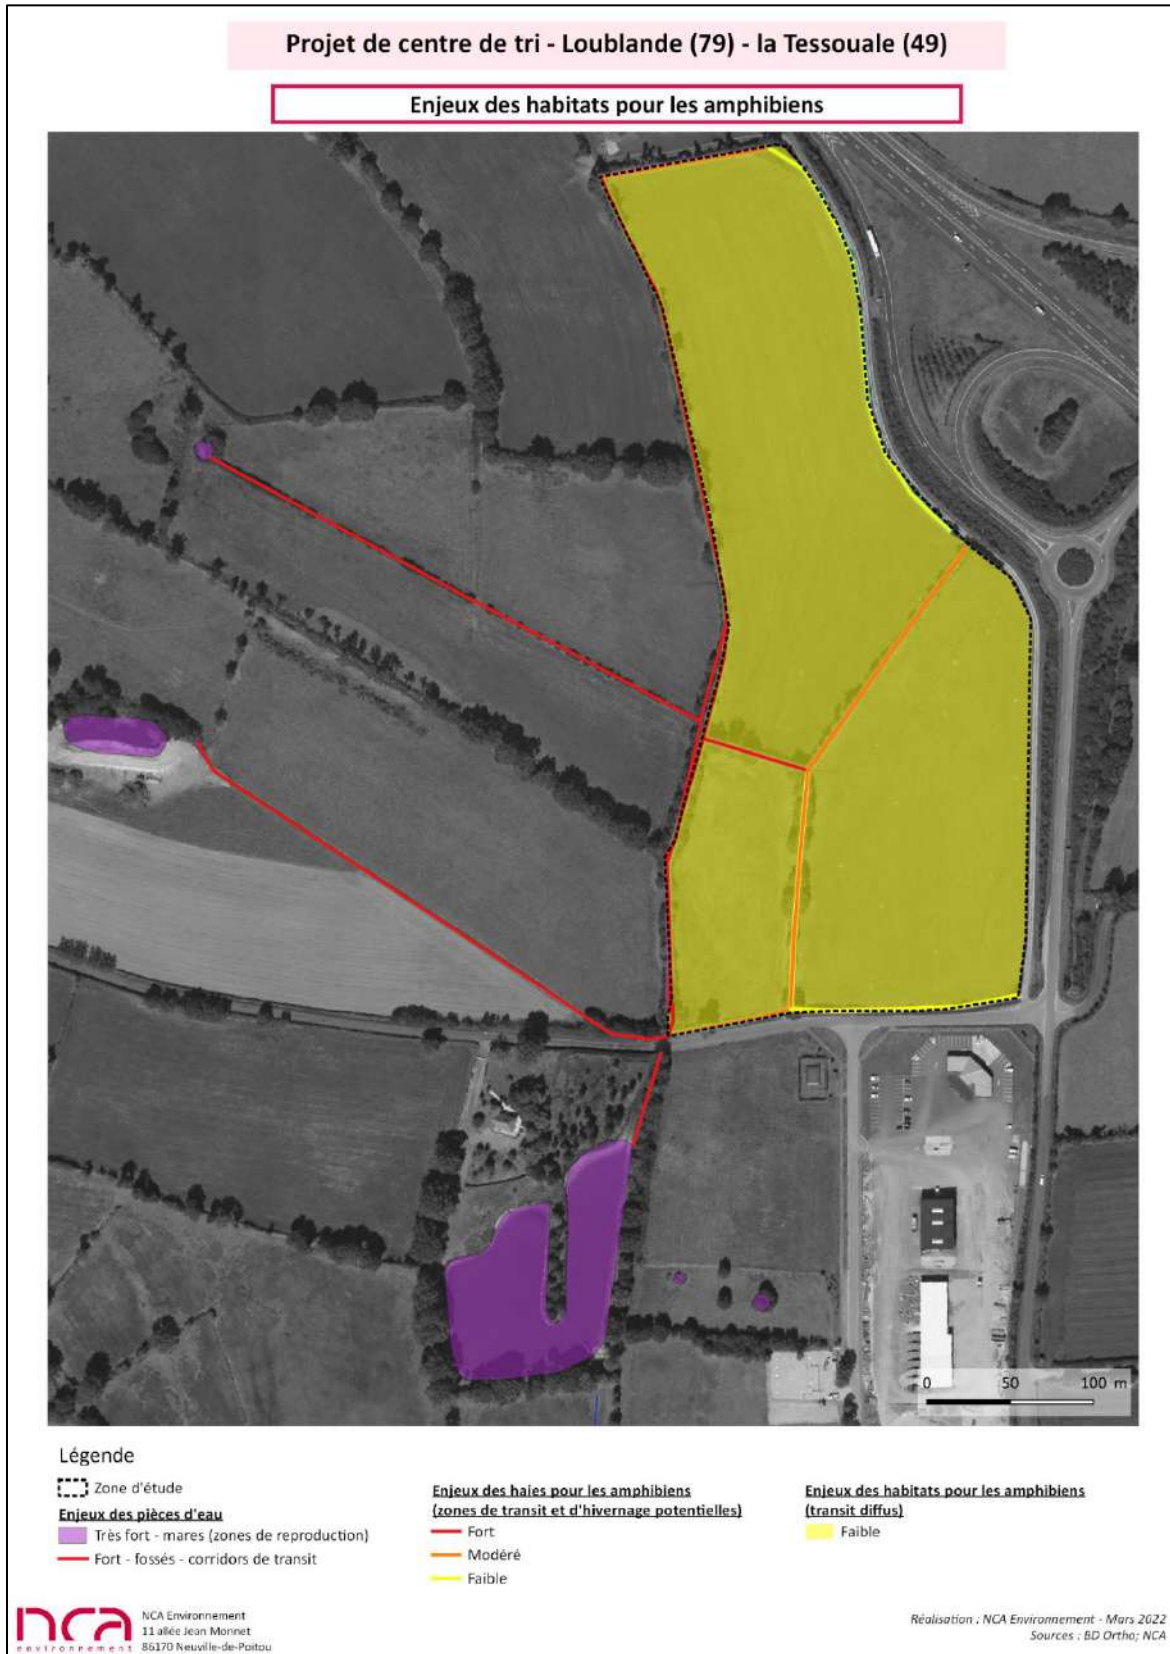 Projet de centre de tri - Loublande (79) - la Tessouale (49)
Enjeux des habitats pour les amphibiens
0 50 100 m
Légende
Zone d'étude
Enjeux des pièces d'eau
Très fort - mares (zones de reproduction)
Fort - fossés - corridors de transit
Enjeux des haies pour les amphibiens
(zones de transit et d'hivernage potentielles)
Fort
Modéré
Faible
Enjeux des habitats pour les amphibiens
(transit diffus)
Faible
nca
environnement
NCA Environnement
11 allée Jean Monnet
86170 Neuville-de-Poitou
Réalisation : NCA Environnement - Mars 2022
Sources : BD Ortho; NCA